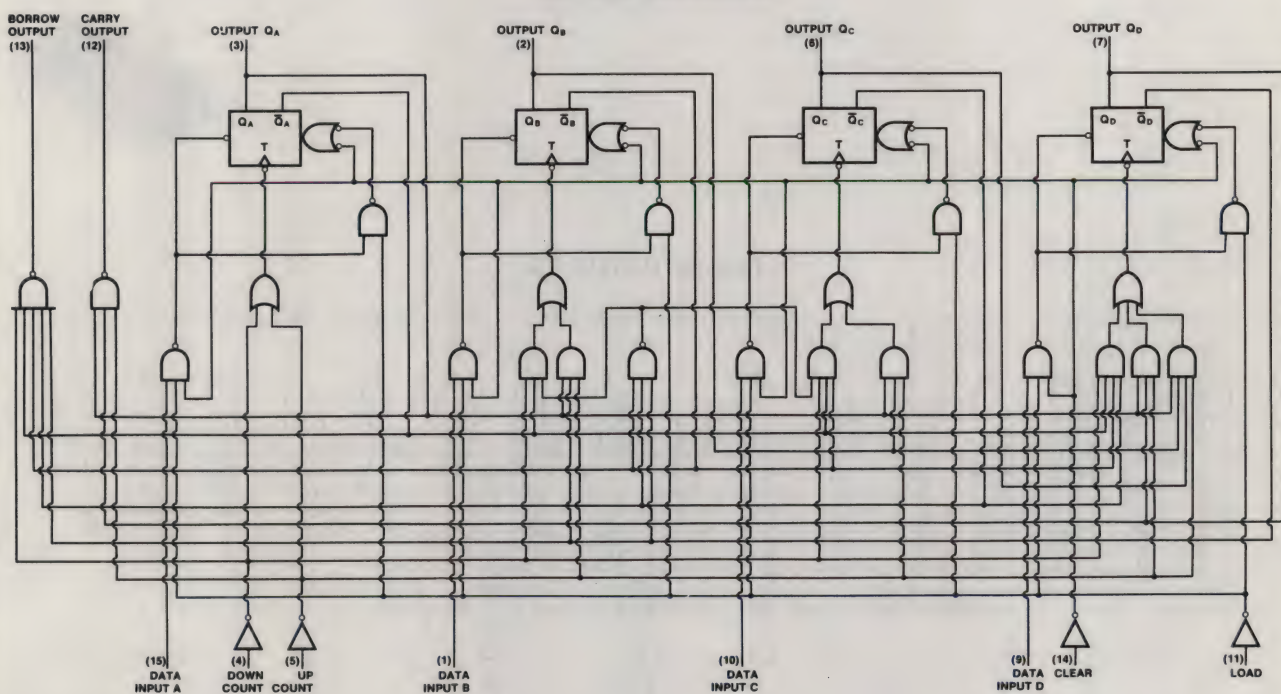 BORROW
OUTPUT
(13)
CARRY
OUTPUT
(12)
OUTPUT QA
(3)
OUTPUT QB
(2)
OUTPUT QC
(6)
OUTPUT QD
(7)
QA Q̅A
T
QB Q̅B
T
QC Q̅C
T
QD Q̅D
T
(15)
DATA
INPUT A
(4)
DOWN
COUNT
(5)
UP
COUNT
(1)
DATA
INPUT B
(10)
DATA
INPUT C
(9)
DATA
INPUT D
(14)
CLEAR
(11)
LOAD